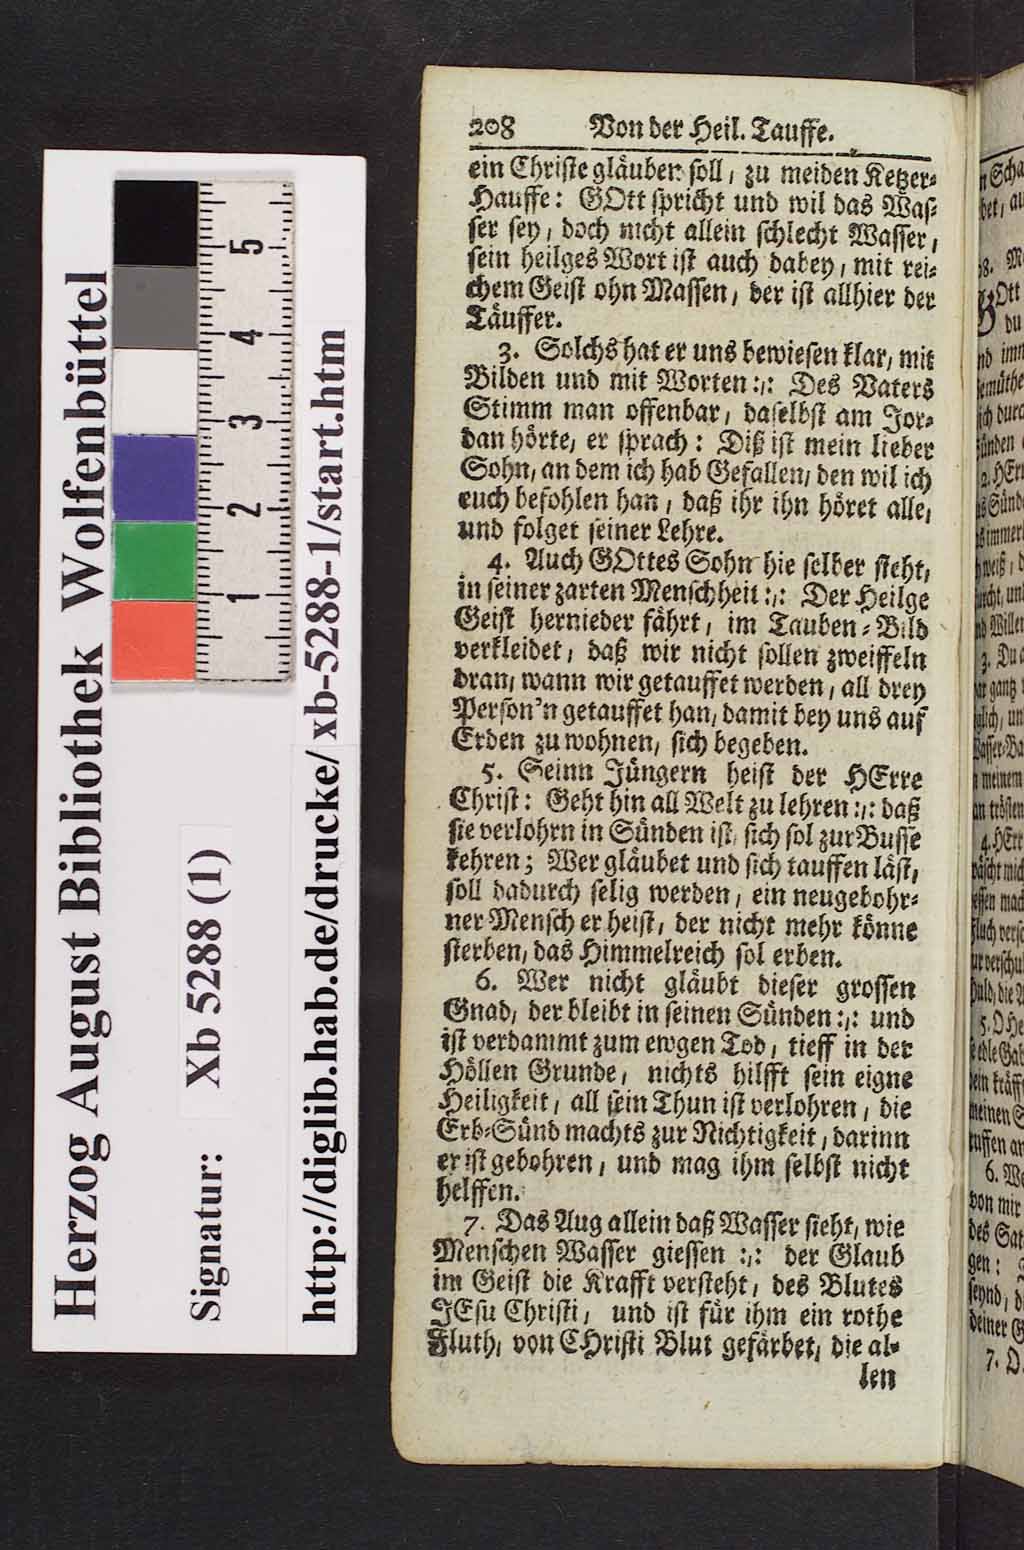 Herzog August Bibliothek Wolfenbüttel
Signatur: Xb 5288 (1)
http://diglib.hab.de/drucke/xb-5288-1/start.htm
1 2 3 4 5
208 Von der Heil. Tauffe.
ein Christe gläuben soll, zu meiden Ketzer-
Hauffe: GOtt spricht und wil das Was-
ser sey, doch nicht allein schlecht Wasser,
sein heilges Wort ist auch dabey, mit rei-
chem Geist ohn Massen, der ist allhier der
Täuffer.
3. Solchs hat er uns bewiesen klar, mit
Bilden und mit Worten:,: Des Vaters
Stimm man offenbar, daselbst am Jor-
dan hörte, er sprach: Diß ist mein lieber
Sohn, an dem ich hab Gefallen, den wil ich
euch befohlen han, daß ihr ihn höret alle,
und folget seiner Lehre.
4. Auch GOttes Sohn hie selber steht,
in seiner zarten Menschheit:,: Der Heilge
Geist hernieder fährt, im Tauben-Bild
verkleidet, daß wir nicht sollen zweiffeln
dran, wann wir getauffet werden, all drey
Person'n getauffet han, damit bey uns auf
Erden zu wohnen, sich begeben.
5. Seinn Jüngern heist der HErre
Christ: Geht hin all Welt zu lehren:,: daß
sie verlohrn in Sünden ist, sich sol zur Busse
kehren; Wer gläubet und sich tauffen läst,
soll dadurch selig werden, ein neugebohr-
ner Mensch er heist, der nicht mehr könne
sterben, das Himmelreich sol erben.
6. Wer nicht gläubt dieser grossen
Gnad, der bleibt in seinen Sünden:,: und
ist verdammt zum ewgen Tod, tieff in der
Höllen Grunde, nichts hilfft sein eigne
Heiligkeit, all sein Thun ist verlohren, die
Erb-Sünd machts zur Nichtigkeit, darinn
er ist gebohren, und mag ihm selbst nicht
helffen.
7. Das Aug allein daß Wasser sieht, wie
Menschen Wasser giessen :,: der Glaub
im Geist die Krafft versteht, des Blutes
JEsu Christi, und ist für ihm ein rothe
Fluth, von CHristi Blut gefärbet, die al-
len